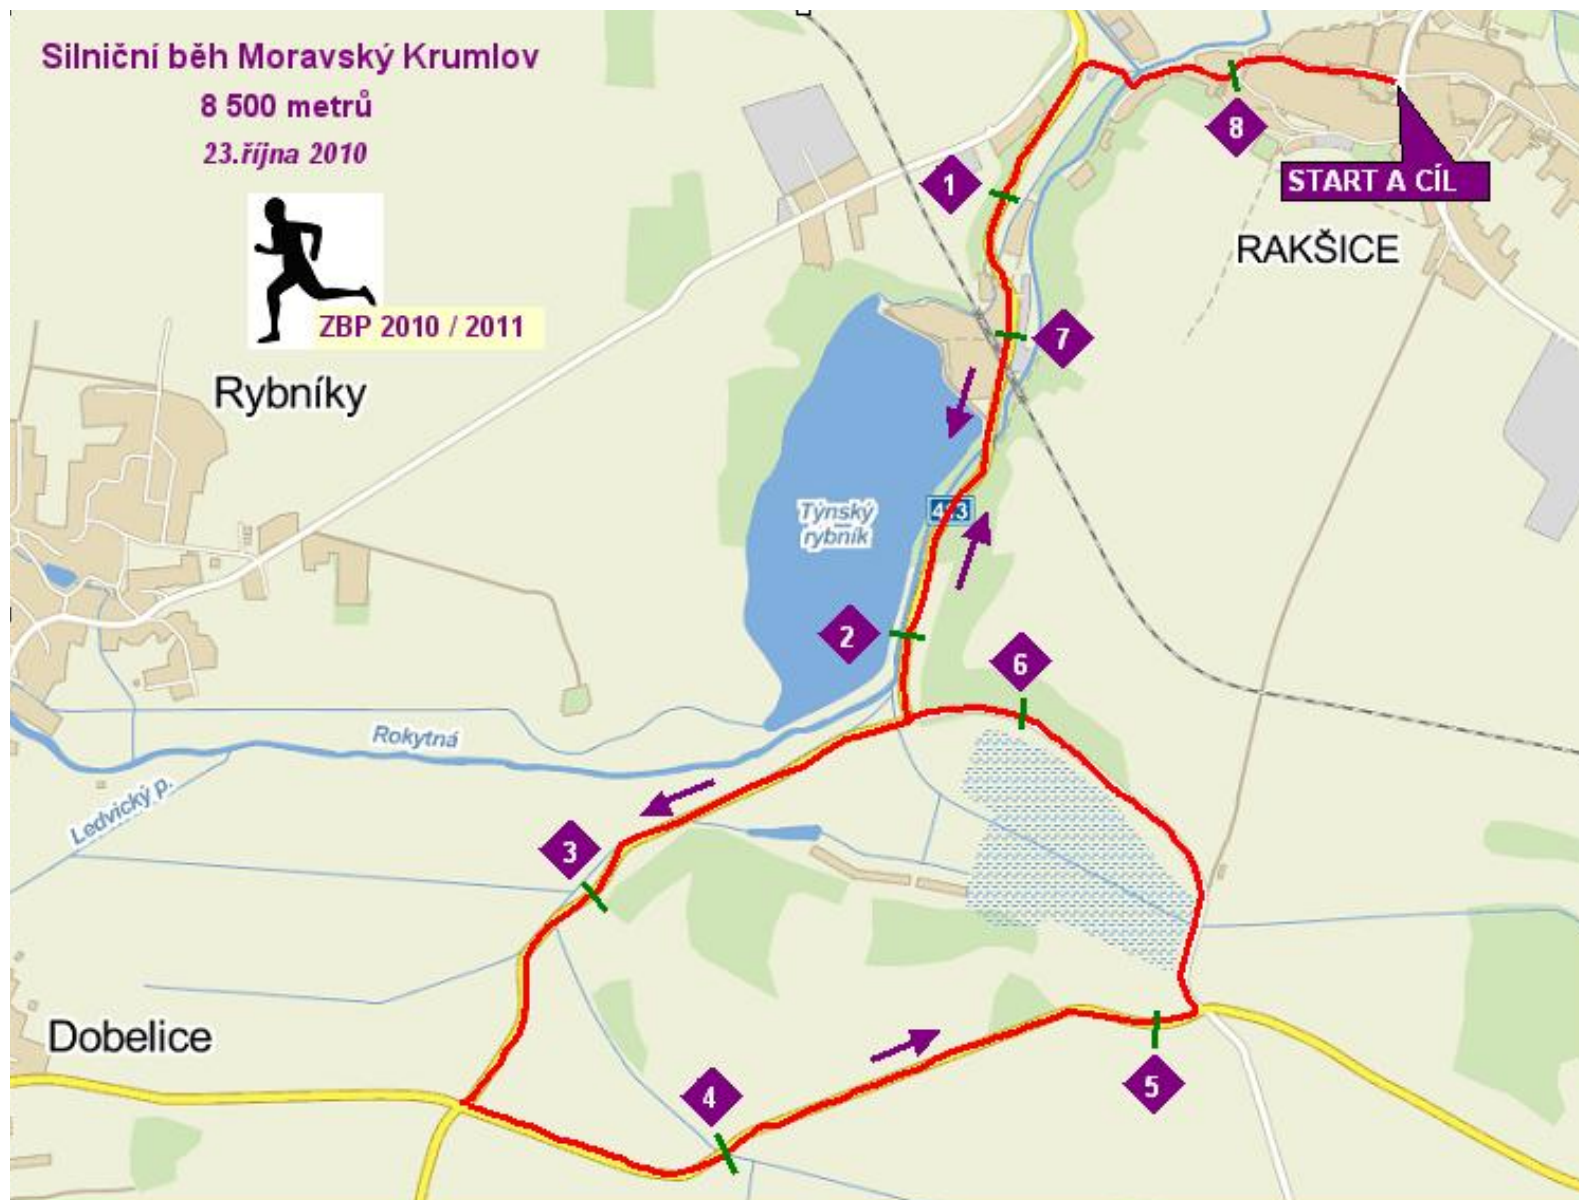 Silniční běh Moravský Krumlov
8 500 metrů
23.října 2010
ZBP 2010 / 2011
8
START A CÍL
1
RAKŠICE
7
Rybníky
Týnský
rybník
2
6
Rokytná
Ledvický p.
3
Dobelice
4
5